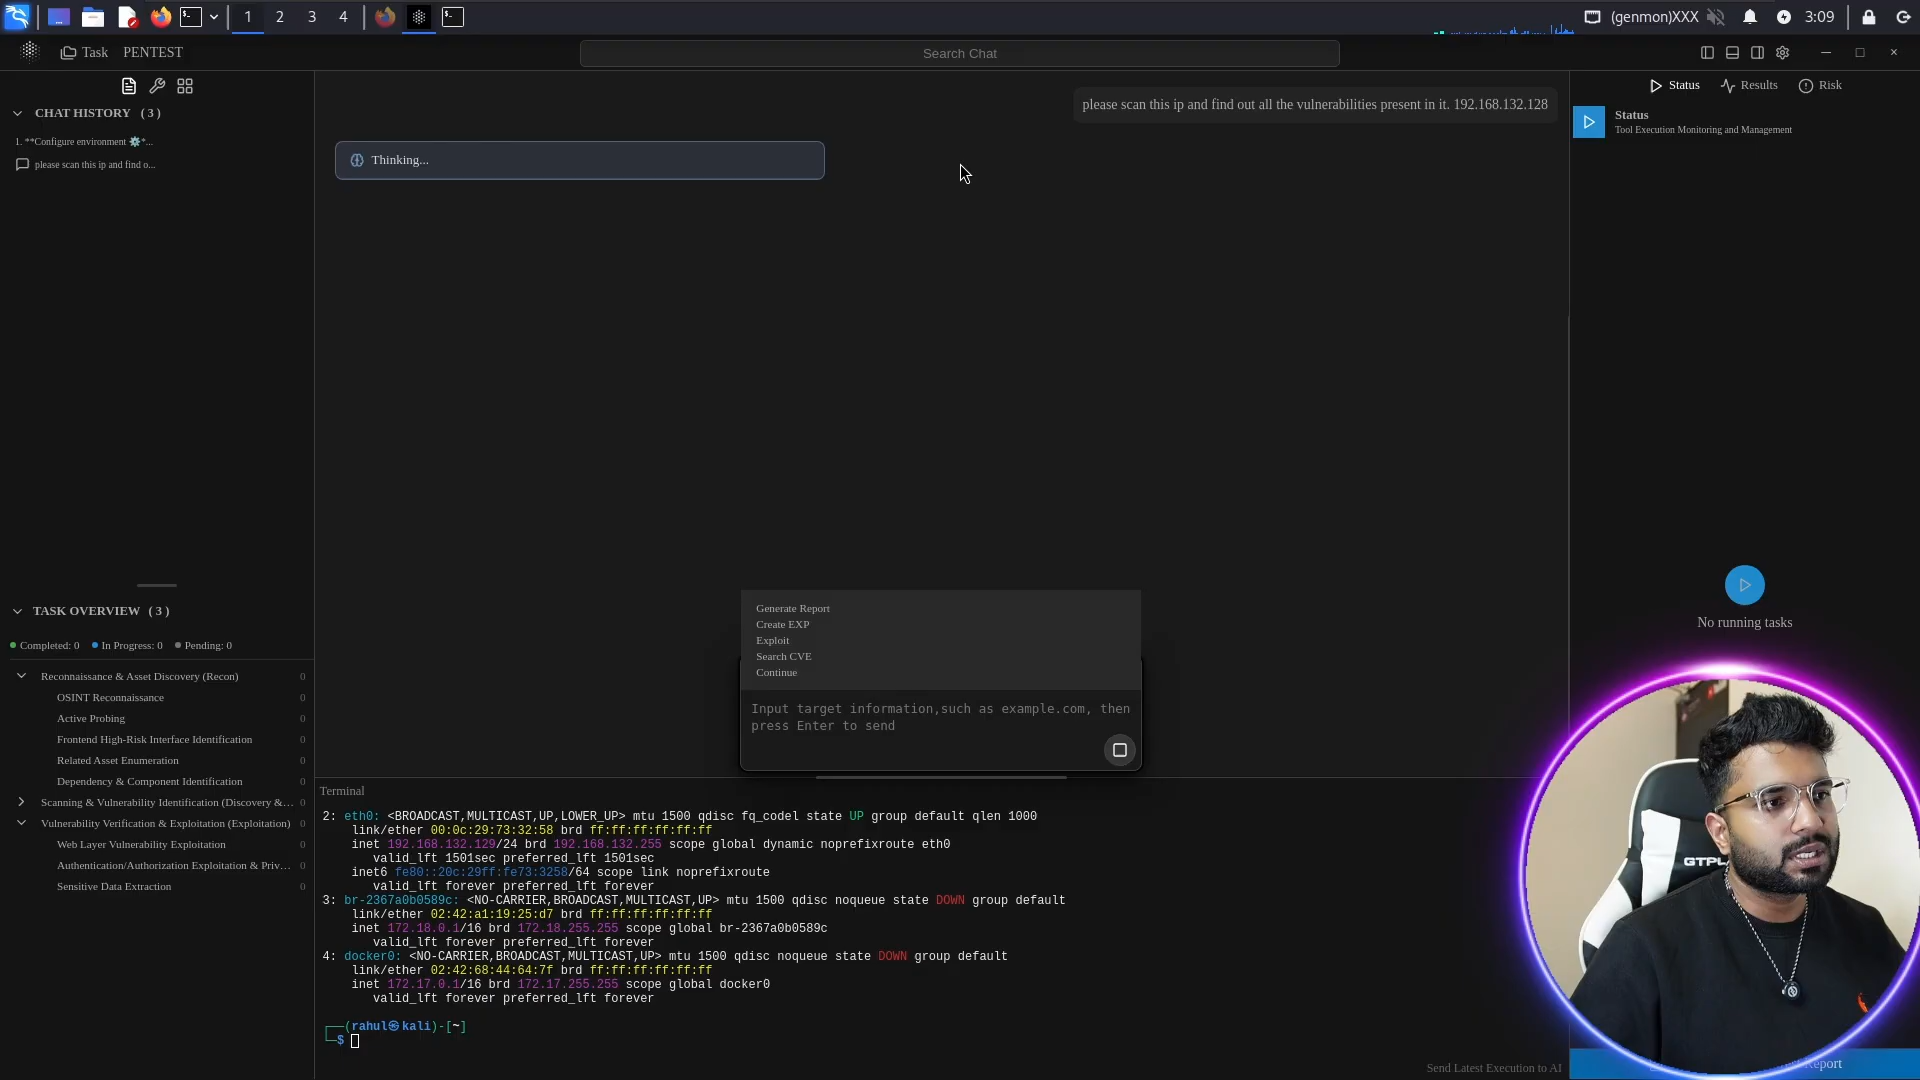 1
2
3
4
(genmon)XXX
3:09
Task
PENTEST
Search Chat
CHAT HISTORY (3)
1. **Configure environment ⚙️*...
please scan this ip and find o...
please scan this ip and find out all the vulnerabilities present in it. 192.168.132.128
Thinking...
Status
Results
Risk
Status
Tool Execution Monitoring and Management
No running tasks
TASK OVERVIEW (3)
Completed: 0
In Progress: 0
Pending: 0
Reconnaissance & Asset Discovery (Recon) 0
OSINT Reconnaissance 0
Active Probing 0
Frontend High-Risk Interface Identification 0
Related Asset Enumeration 0
Dependency & Component Identification 0
Scanning & Vulnerability Identification (Discovery &... 0
Vulnerability Verification & Exploitation (Exploitation) 0
Web Layer Vulnerability Exploitation 0
Authentication/Authorization Exploitation & Priv... 0
Sensitive Data Extraction 0
Generate Report
Create EXP
Exploit
Search CVE
Continue
Input target information,such as example.com, then
press Enter to send
Terminal
2: eth0: <BROADCAST,MULTICAST,UP,LOWER_UP> mtu 1500 qdisc fq_codel state UP group default qlen 1000
link/ether 00:0c:29:73:32:58 brd ff:ff:ff:ff:ff:ff
inet 192.168.132.129/24 brd 192.168.132.255 scope global dynamic noprefixroute eth0
valid_lft 1501sec preferred_lft 1501sec
inet6 fe80::20c:29ff:fe73:3258/64 scope link noprefixroute
valid_lft forever preferred_lft forever
3: br-2367a0b0589c: <NO-CARRIER,BROADCAST,MULTICAST,UP> mtu 1500 qdisc noqueue state DOWN group default
link/ether 02:42:a1:19:25:d7 brd ff:ff:ff:ff:ff:ff
inet 172.18.0.1/16 brd 172.18.255.255 scope global br-2367a0b0589c
valid_lft forever preferred_lft forever
4: docker0: <NO-CARRIER,BROADCAST,MULTICAST,UP> mtu 1500 qdisc noqueue state DOWN group default
link/ether 02:42:68:44:64:7f brd ff:ff:ff:ff:ff:ff
inet 172.17.0.1/16 brd 172.17.255.255 scope global docker0
valid_lft forever preferred_lft forever
(rahul㉿kali)-[~]
$
Send Latest Execution to AI
Report